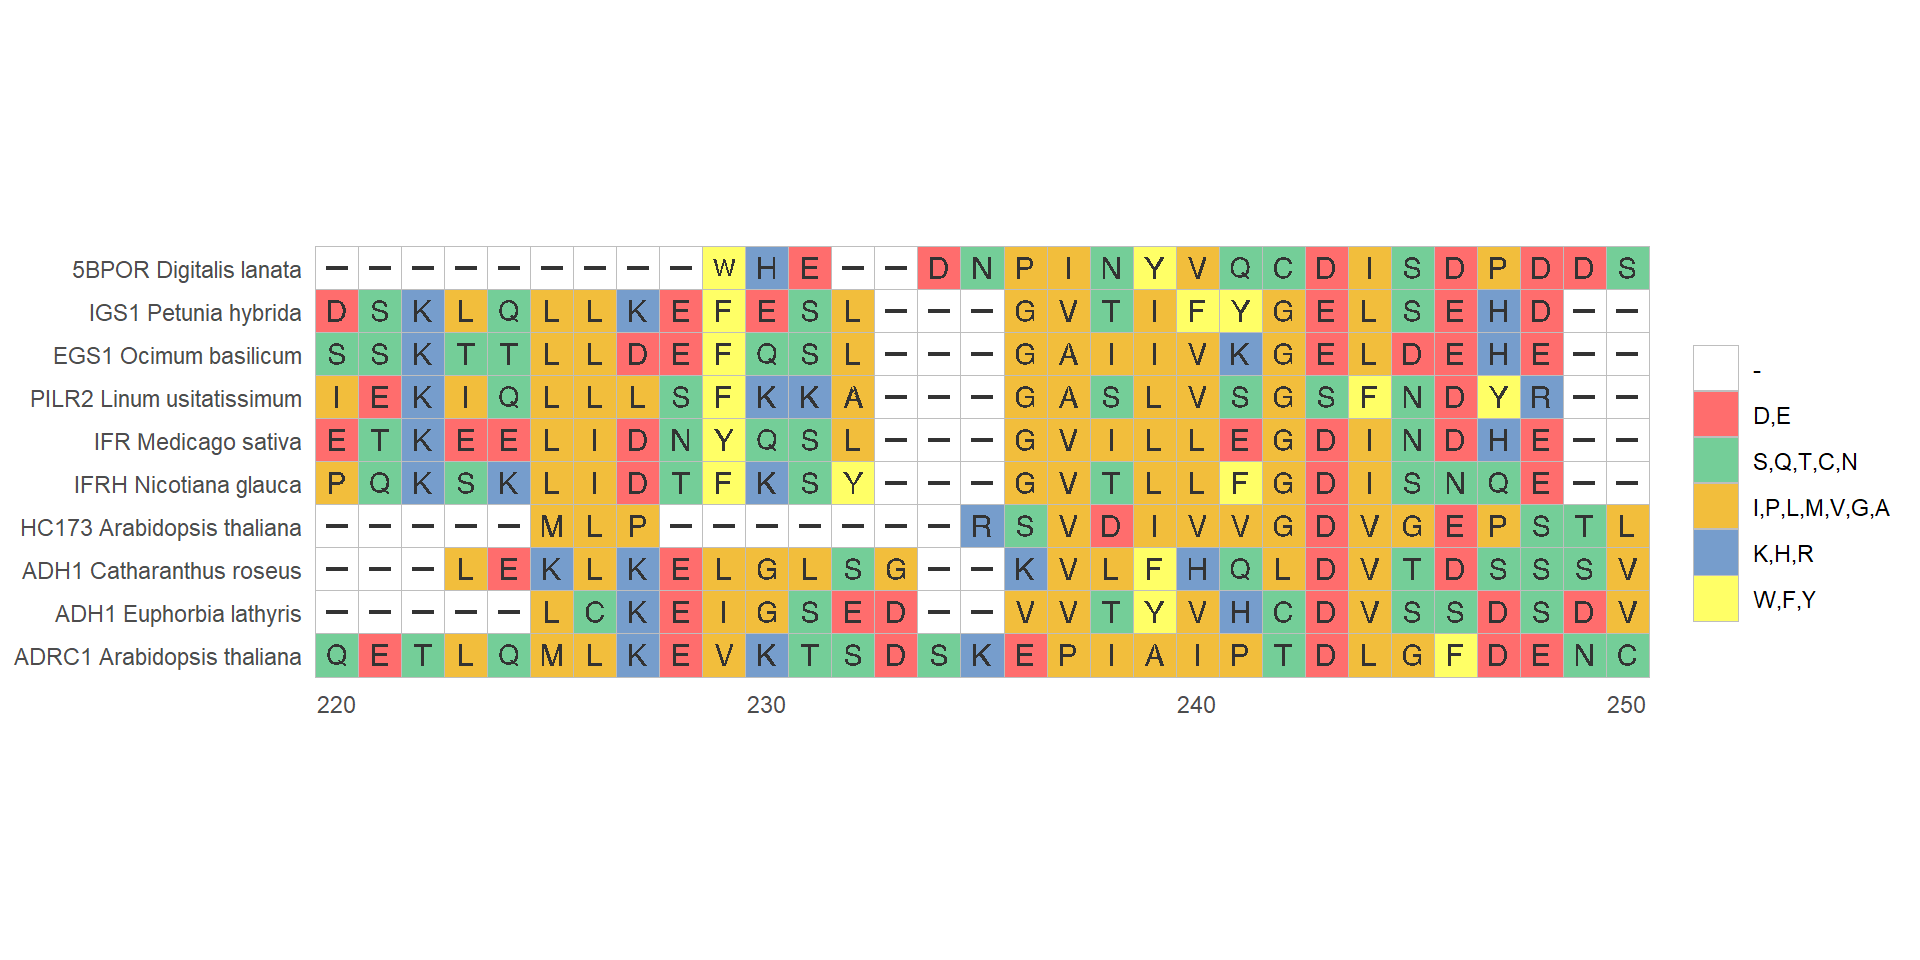 5BPOR Digitalis lanata — — — — — — — — — W H E — — D N P I N Y V Q C D I S D P D D S
IGS1 Petunia hybrida D S K L Q L L K E F E S L — — — G V T I F Y G E L S E H D — —
EGS1 Ocimum basilicum S S K T T L L D E F Q S L — — — G A I I V K G E L D E H E — —
PILR2 Linum usitatissimum I E K I Q L L L S F K K A — — — G A S L V S G S F N D Y R — —
IFR Medicago sativa E T K E E L I D N Y Q S L — — — G V I L L E G D I N D H E — —
IFRH Nicotiana glauca P Q K S K L I D T F K S Y — — — G V T L L F G D I S N Q E — —
HC173 Arabidopsis thaliana — — — — — M L P — — — — — — — R S V D I V V G D V G E P S T L
ADH1 Catharanthus roseus — — — L E K L K E L G L S G — — K V L F H Q L D V T D S S S V
ADH1 Euphorbia lathyris — — — — — L C K E I G S E D — — V V T Y V H C D V S S D S D V
ADRC1 Arabidopsis thaliana Q E T L Q M L K E V K T S D S K E P I A I P T D L G F D E N C
220 230 240 250
-
D,E
S,Q,T,C,N
I,P,L,M,V,G,A
K,H,R
W,F,Y